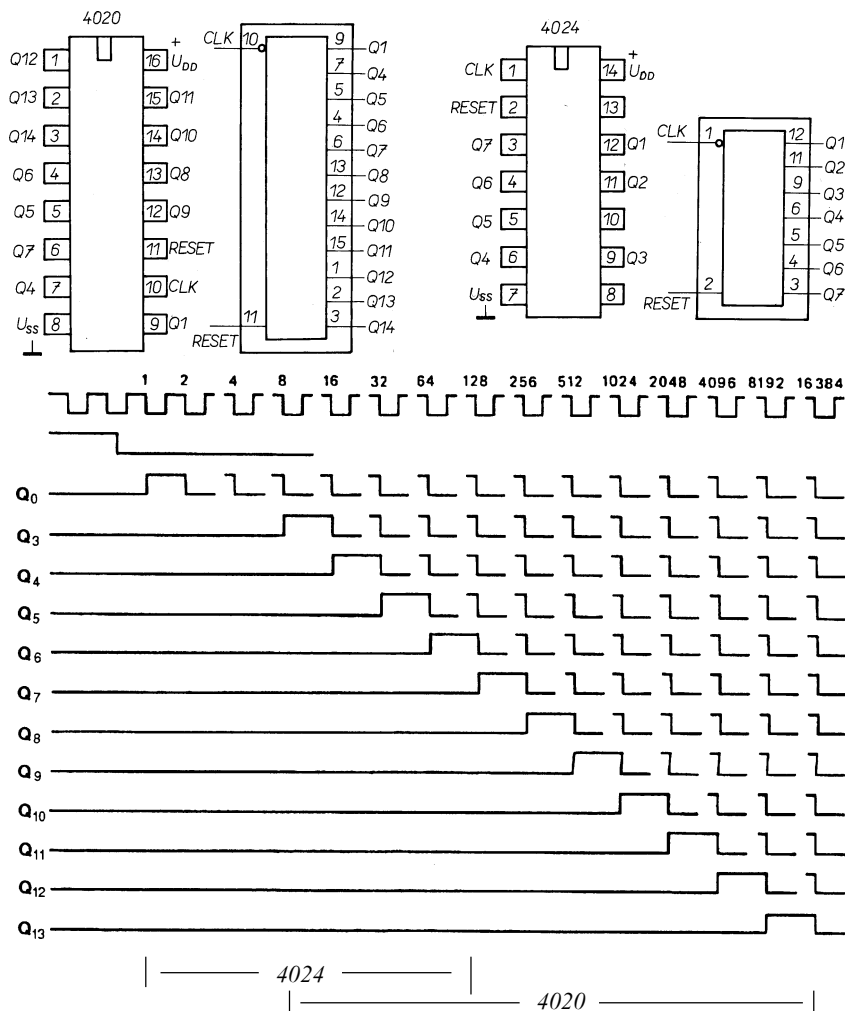 4020
Q12 1 16 + UDD
Q13 2 15 Q11
Q14 3 14 Q10
Q6 4 13 Q8
Q5 5 12 Q9
Q7 6 11 RESET
Q4 7 10 CLK
USS 8 9 Q1
CLK 10 9 Q1
7 Q4
5 Q5
4 Q6
6 Q7
13 Q8
12 Q9
14 Q10
15 Q11
1 Q12
2 Q13
RESET 11 3 Q14
4024
CLK 1 14 + UDD
RESET 2 13
Q7 3 12 Q1
Q6 4 11 Q2
Q5 5 10
Q4 6 9 Q3
USS 7 8
CLK 1 12 Q1
11 Q2
9 Q3
6 Q4
5 Q5
4 Q6
RESET 2 3 Q7
1 2 4 8 16 32 64 128 256 512 1024 2048 4096 8192 16384
Q0
Q3
Q4
Q5
Q6
Q7
Q8
Q9
Q10
Q11
Q12
Q13
4024
4020